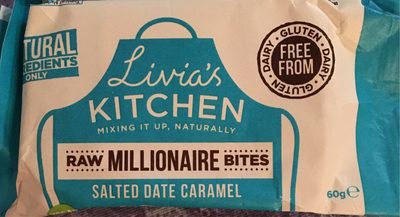 TURAL
REDIENTS
ONLY
Livia's
KITCHEN
MIXING IT UP, NATURALLY
GLUTEN · DAIRY · GLUTEN · DAIRY
FREE
FROM
RAW MILLIONAIRE BITES
SALTED DATE CARAMEL
60g℮